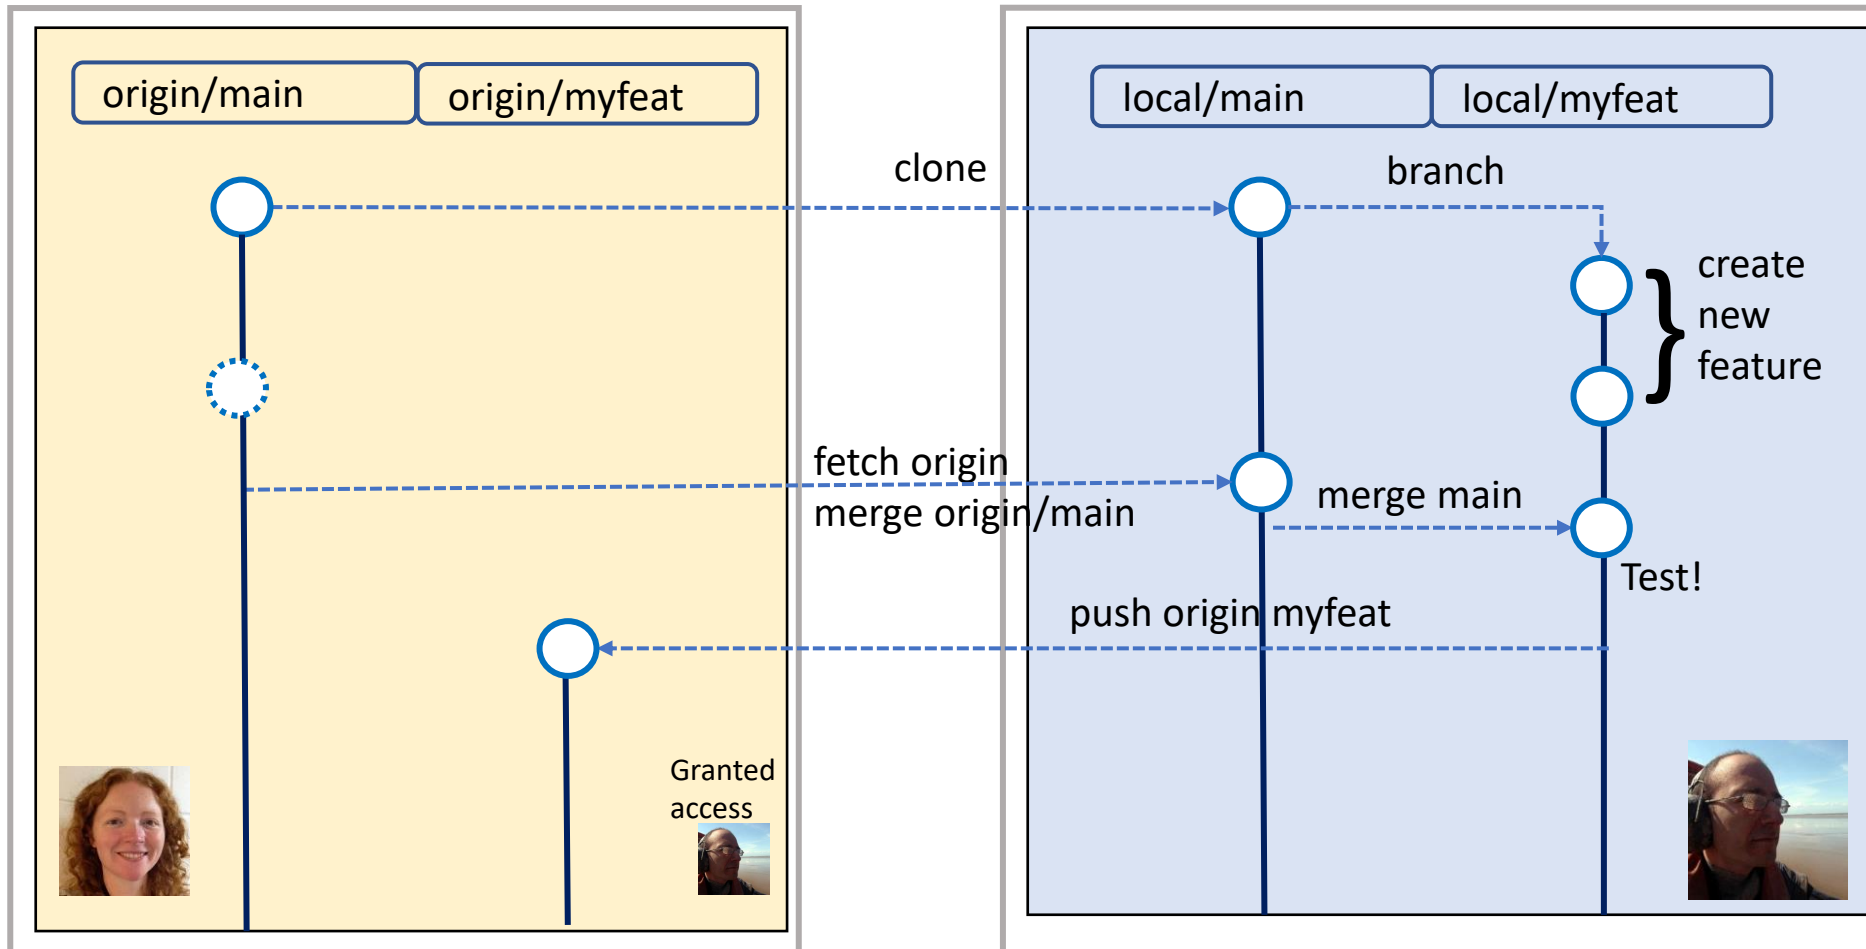 origin/main
origin/myfeat
local/main
local/myfeat
clone
branch
create
new
feature
}
fetch origin
merge origin/main
merge main
Test!
push origin myfeat
Granted
access